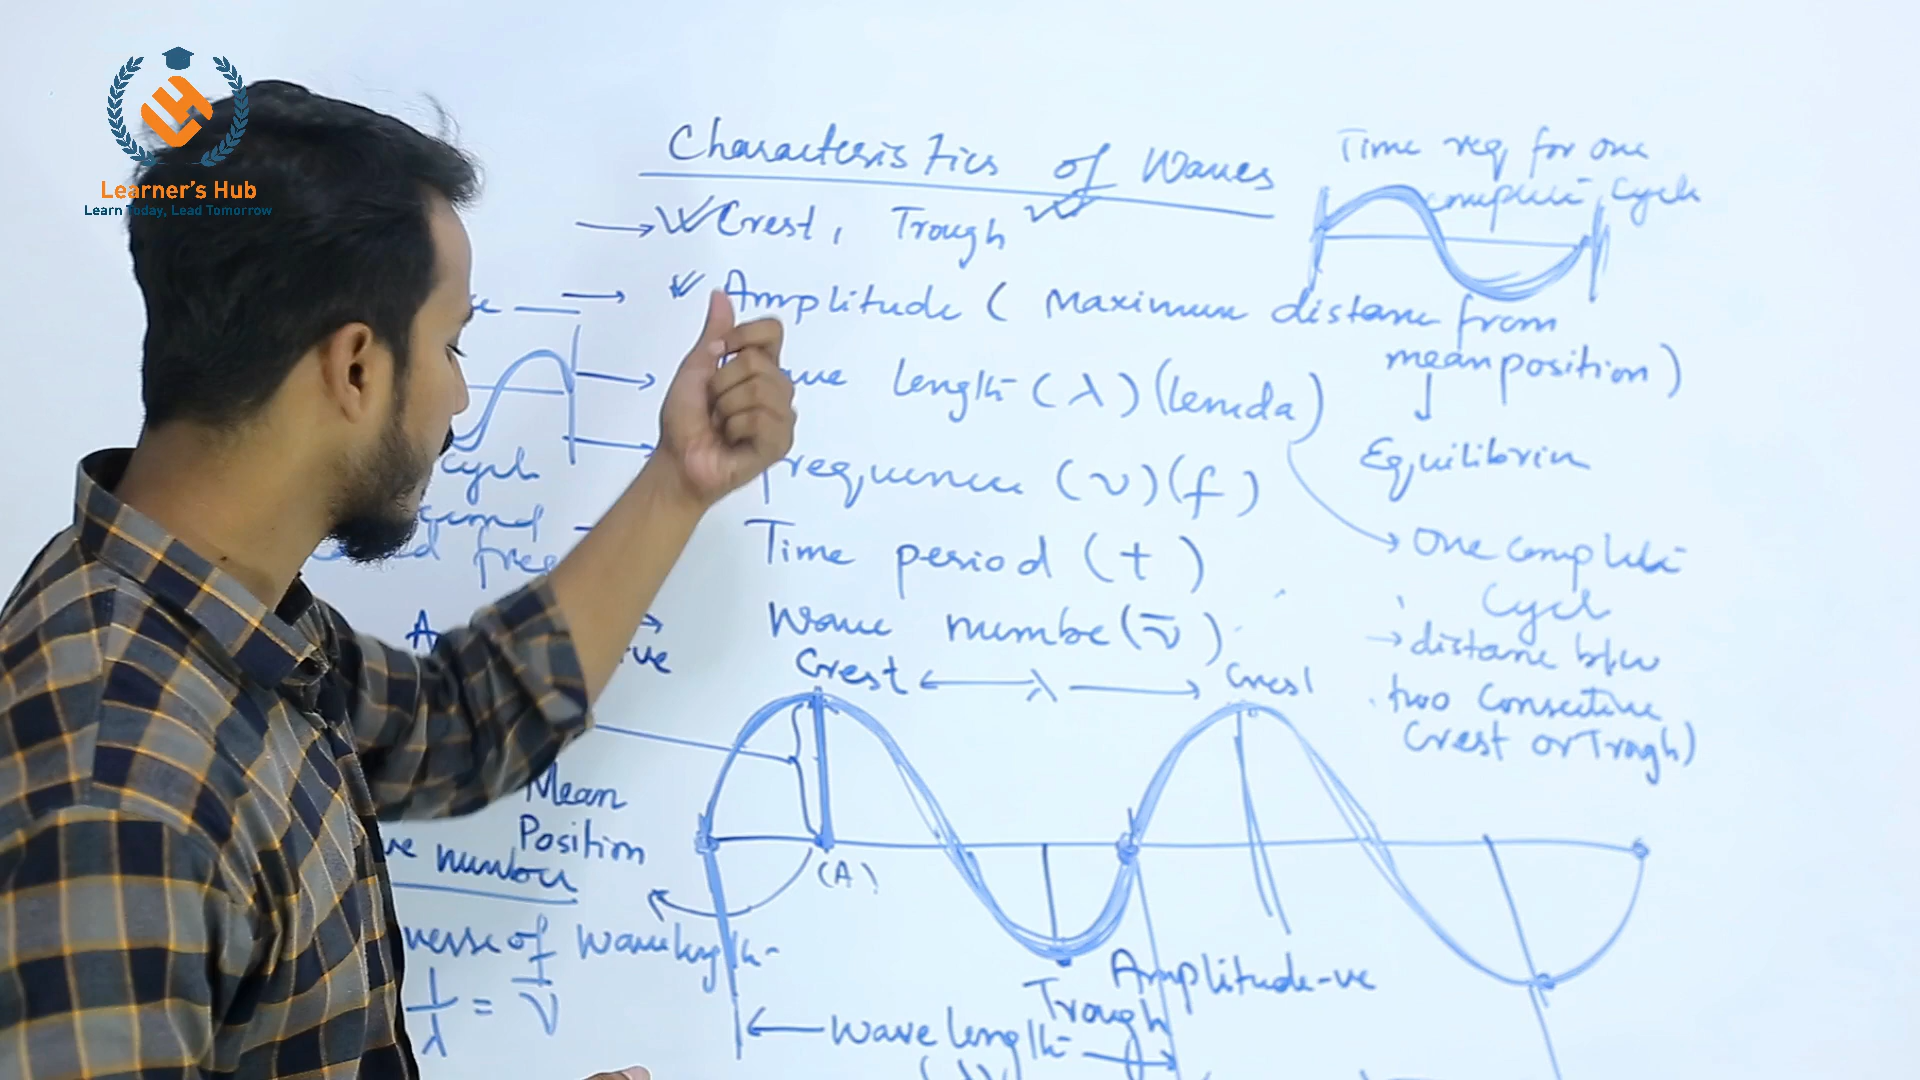 Learner's Hub
Learn Today, Lead Tomorrow
Characteristics of Waves
Time req for one
complete cycle
Crest, Trough
Amplitude ( Maximum distance from
mean position)
length (λ) (lemda)
Equilibrium
(ν) (f)
One complete
Cycle
Time period (t)
Wave number (ν̅)
distance b/w
two Consecutive
Crest or Trough)
Crest ← λ → Crest
cycle
Mean
Position
number
(A)
of wavelength
1/λ = ν̅
Amplitude -ve
Trough
Wave length